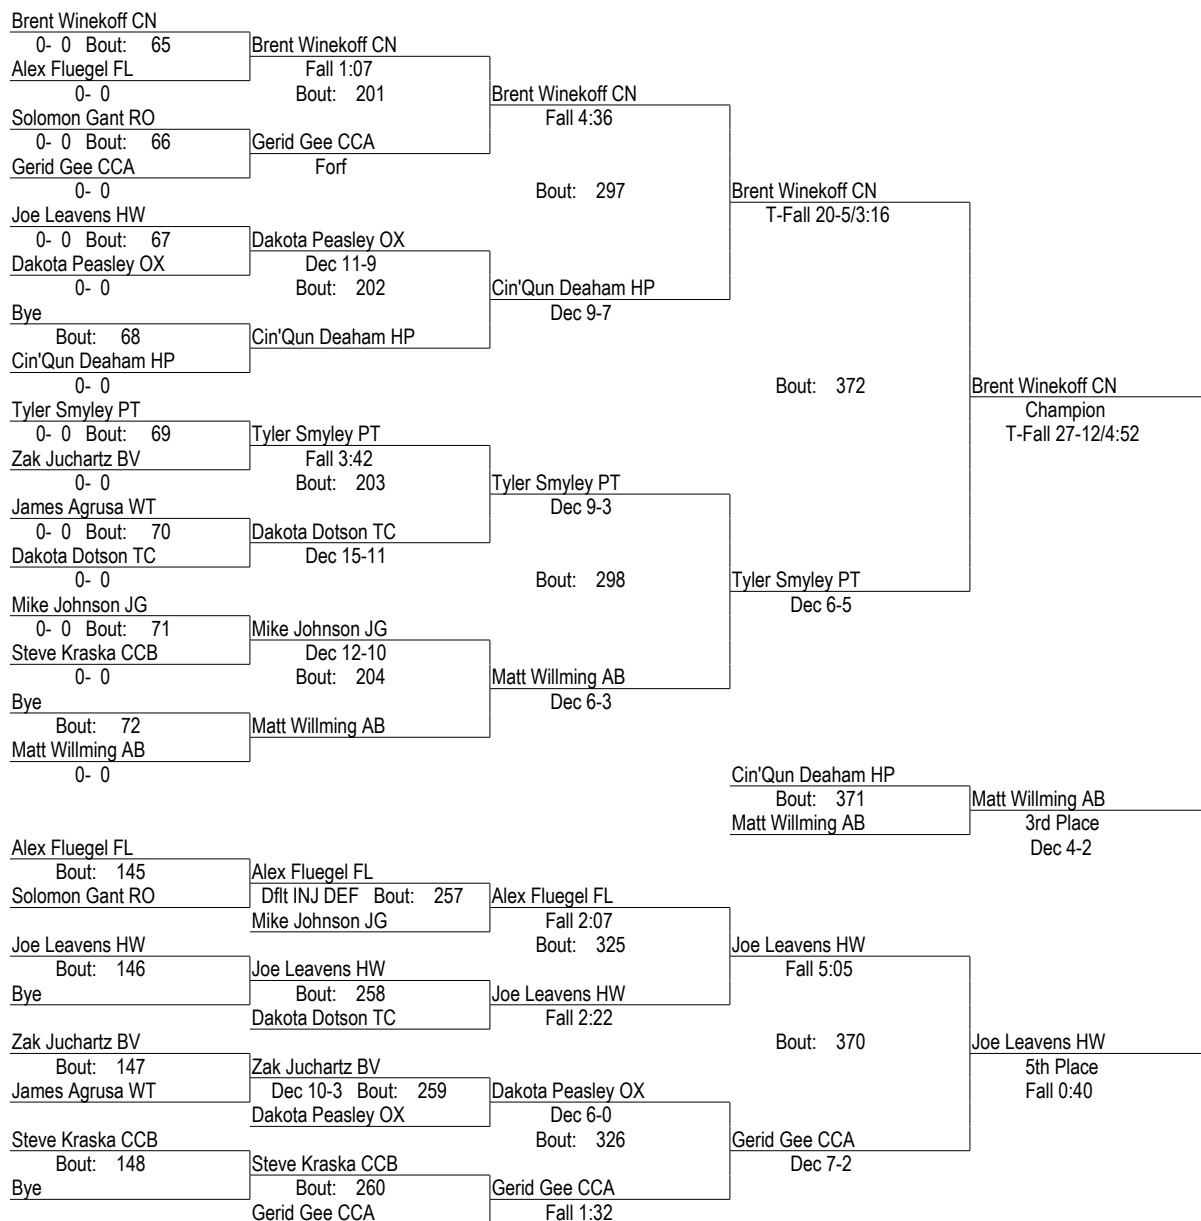 Brent Winekoff CN
0- 0 Bout: 65 Brent Winekoff CN
Alex Fluegel FL Fall 1:07
0- 0 Bout: 201 Brent Winekoff CN
Solomon Gant RO Fall 4:36
0- 0 Bout: 66 Gerid Gee CCA
Gerid Gee CCA Forf
0- 0 Bout: 297 Brent Winekoff CN
Joe Leavens HW T-Fall 20-5/3:16
0- 0 Bout: 67 Dakota Peasley OX
Dakota Peasley OX Dec 11-9
0- 0 Bout: 202 Cin'Qun Deaham HP
Bye Dec 9-7
Bout: 68 Cin'Qun Deaham HP
Cin'Qun Deaham HP
0- 0 Bout: 372 Brent Winekoff CN
Tyler Smyley PT Champion
0- 0 Bout: 69 Tyler Smyley PT T-Fall 27-12/4:52
Zak Juchartz BV Fall 3:42
0- 0 Bout: 203 Tyler Smyley PT
James Agrusa WT Dec 9-3
0- 0 Bout: 70 Dakota Dotson TC
Dakota Dotson TC Dec 15-11
0- 0 Bout: 298 Tyler Smyley PT
Mike Johnson JG Dec 6-5
0- 0 Bout: 71 Mike Johnson JG
Steve Kraska CCB Dec 12-10
0- 0 Bout: 204 Matt Willming AB
Bye Dec 6-3
Bout: 72 Matt Willming AB
Matt Willming AB
0- 0 Cin'Qun Deaham HP
Bout: 371 Matt Willming AB
Matt Willming AB 3rd Place
Alex Fluegel FL Dec 4-2
Bout: 145 Alex Fluegel FL
Solomon Gant RO Dflt INJ DEF Bout: 257 Alex Fluegel FL
Mike Johnson JG Fall 2:07
Joe Leavens HW Bout: 325 Joe Leavens HW
Bout: 146 Joe Leavens HW Fall 5:05
Bye Bout: 258 Joe Leavens HW
Dakota Dotson TC Fall 2:22
Zak Juchartz BV Bout: 370 Joe Leavens HW
Bout: 147 Zak Juchartz BV 5th Place
James Agrusa WT Dec 10-3 Bout: 259 Dakota Peasley OX Fall 0:40
Dakota Peasley OX Dec 6-0
Steve Kraska CCB Bout: 326 Gerid Gee CCA
Bout: 148 Steve Kraska CCB Dec 7-2
Bye Bout: 260 Gerid Gee CCA
Gerid Gee CCA Fall 1:32